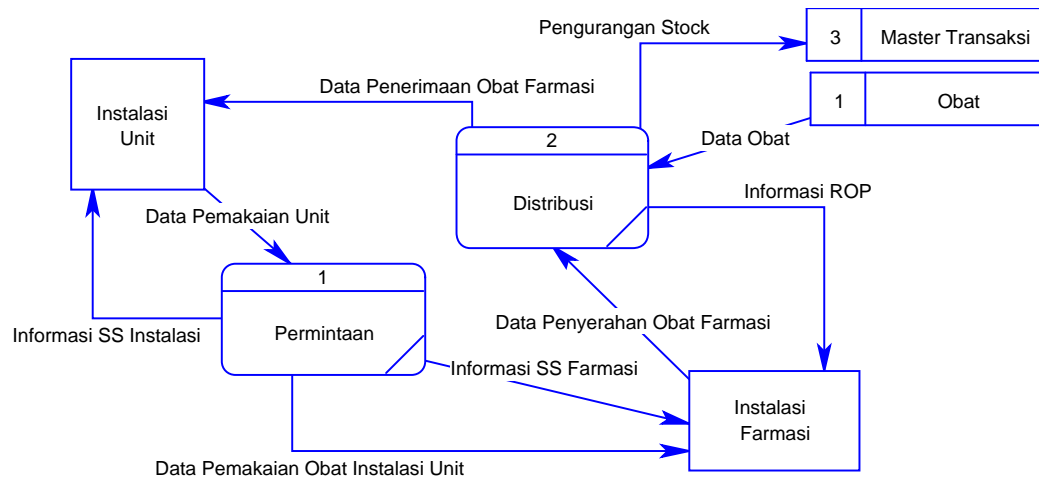 Pengurangan Stock
3
Master Transaksi
1
Obat
Data Penerimaan Obat Farmasi
Instalasi
Unit
2
Distribusi
Data Obat
Informasi ROP
Data Pemakaian Unit
1
Permintaan
Informasi SS Instalasi
Data Penyerahan Obat Farmasi
Informasi SS Farmasi
Instalasi
Farmasi
Data Pemakaian Obat Instalasi Unit